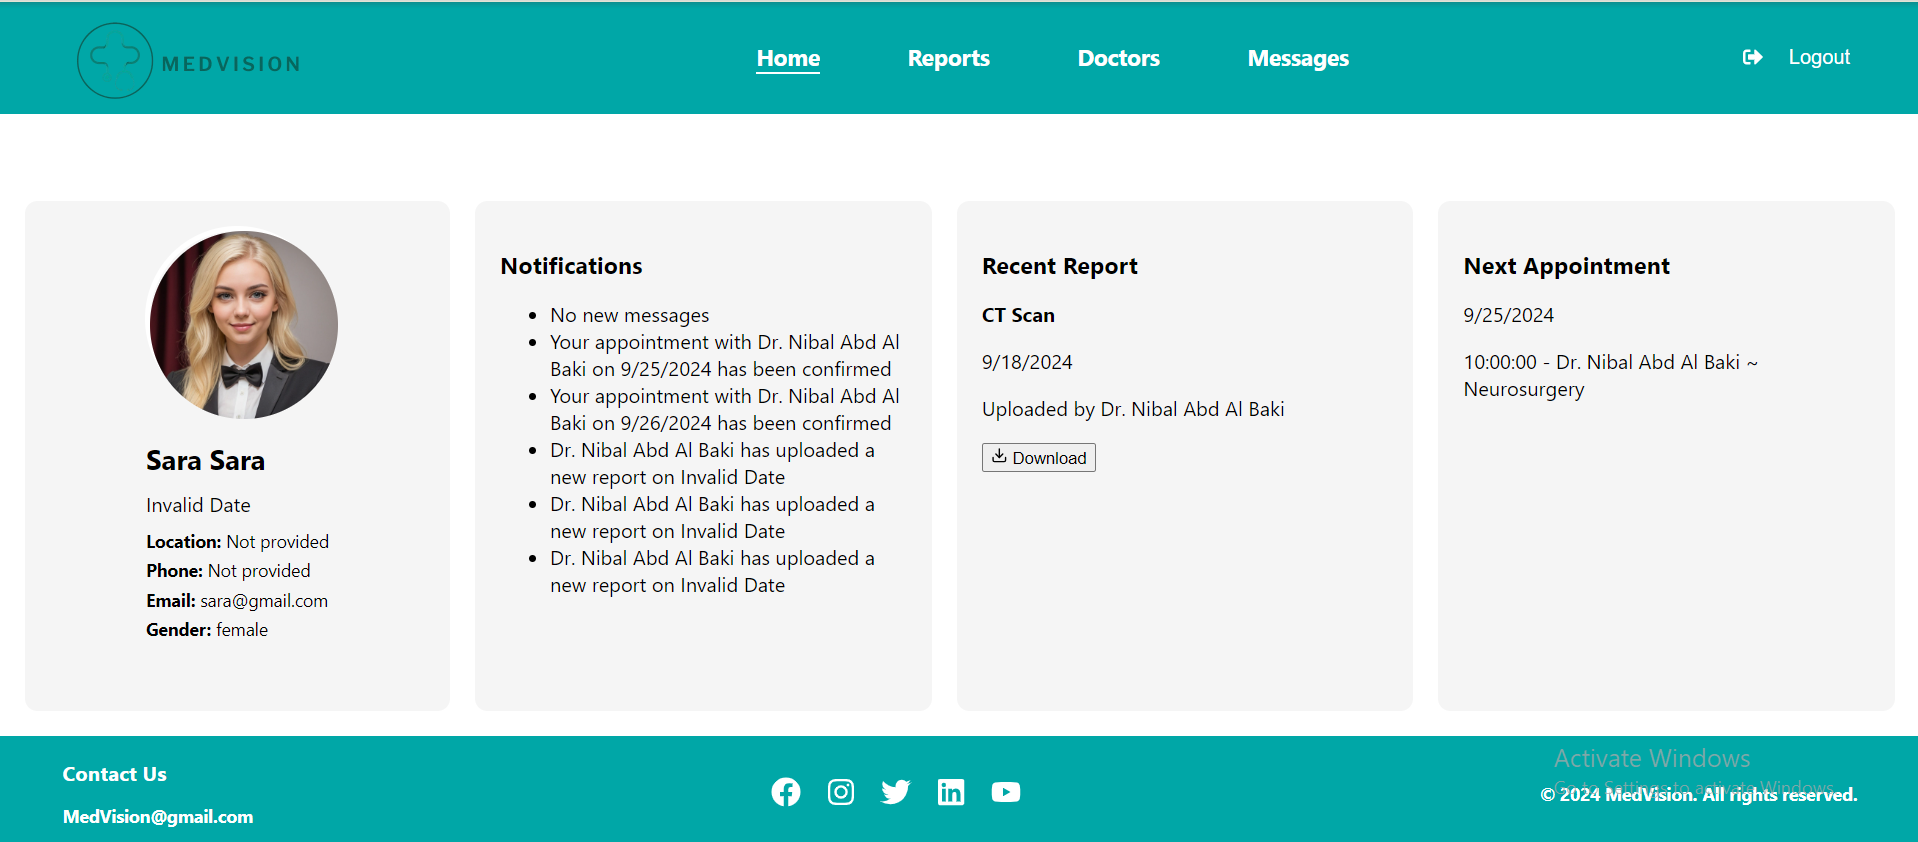 MEDVISION
Home
Reports
Doctors
Messages
Logout
Sara Sara
Invalid Date
Location: Not provided
Phone: Not provided
Email: sara@gmail.com
Gender: female
Notifications
No new messages
Your appointment with Dr. Nibal Abd Al
Baki on 9/25/2024 has been confirmed
Your appointment with Dr. Nibal Abd Al
Baki on 9/26/2024 has been confirmed
Dr. Nibal Abd Al Baki has uploaded a
new report on Invalid Date
Dr. Nibal Abd Al Baki has uploaded a
new report on Invalid Date
Dr. Nibal Abd Al Baki has uploaded a
new report on Invalid Date
Recent Report
CT Scan
9/18/2024
Uploaded by Dr. Nibal Abd Al Baki
Download
Next Appointment
9/25/2024
10:00:00 - Dr. Nibal Abd Al Baki ~
Neurosurgery
Contact Us
MedVision@gmail.com
Activate Windows
Go to Settings to activate Windows.
© 2024 MedVision. All rights reserved.